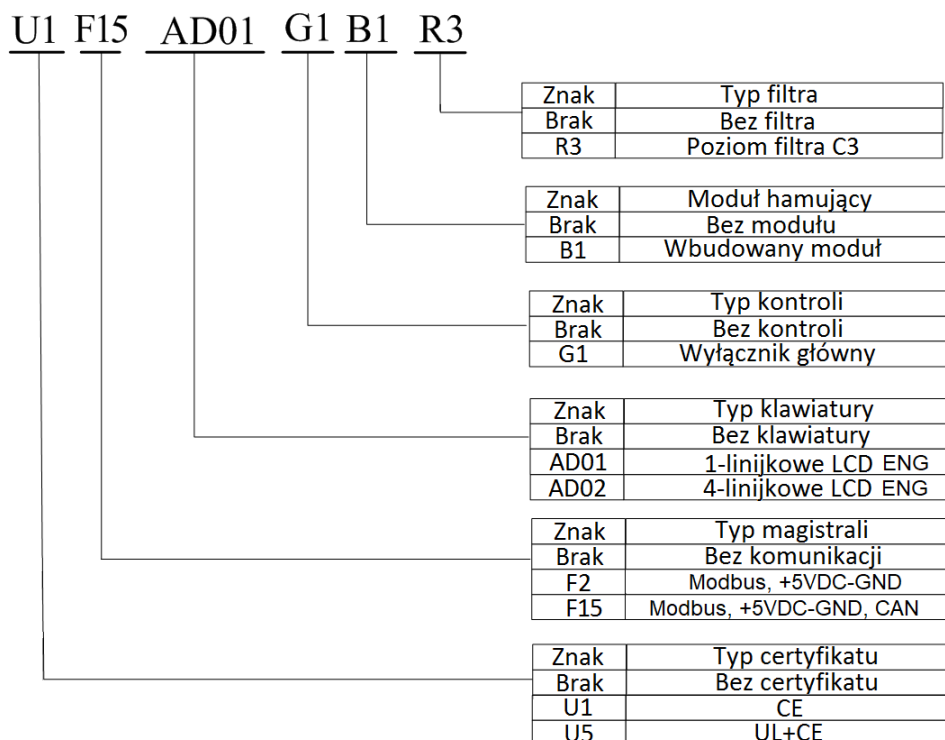 U1 F15 AD01 G1 B1 R3
Znak Typ filtra
Brak Bez filtra
R3 Poziom filtra C3
Znak Moduł hamujący
Brak Bez modułu
B1 Wbudowany moduł
Znak Typ kontroli
Brak Bez kontroli
G1 Wyłącznik główny
Znak Typ klawiatury
Brak Bez klawiatury
AD01 1-linijkowe LCD ENG
AD02 4-linijkowe LCD ENG
Znak Typ magistrali
Brak Bez komunikacji
F2 Modbus, +5VDC-GND
F15 Modbus, +5VDC-GND, CAN
Znak Typ certyfikatu
Brak Bez certyfikatu
U1 CE
U5 UL+CE